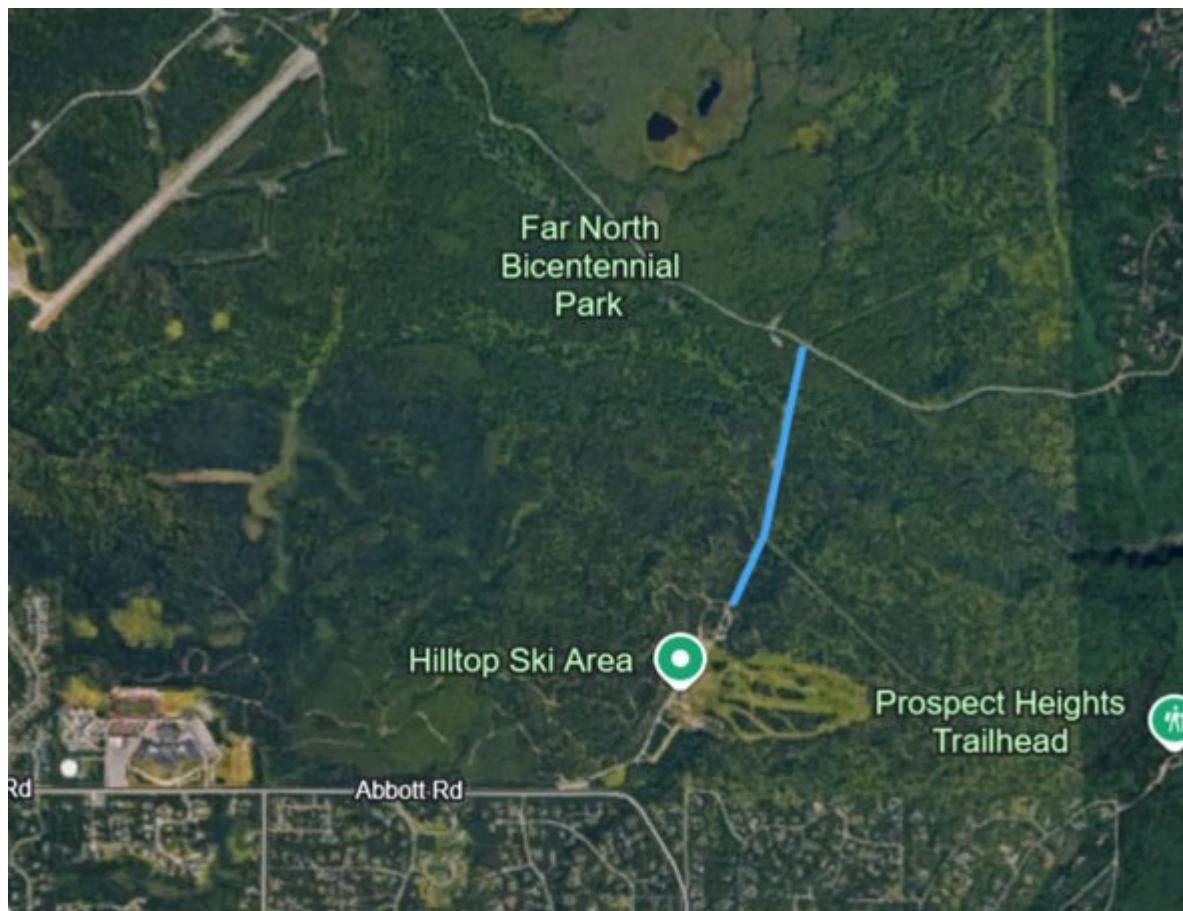 Far North
Bicentennial
Park
Hilltop Ski Area
Prospect Heights
Trailhead
Rd
Abbott Rd